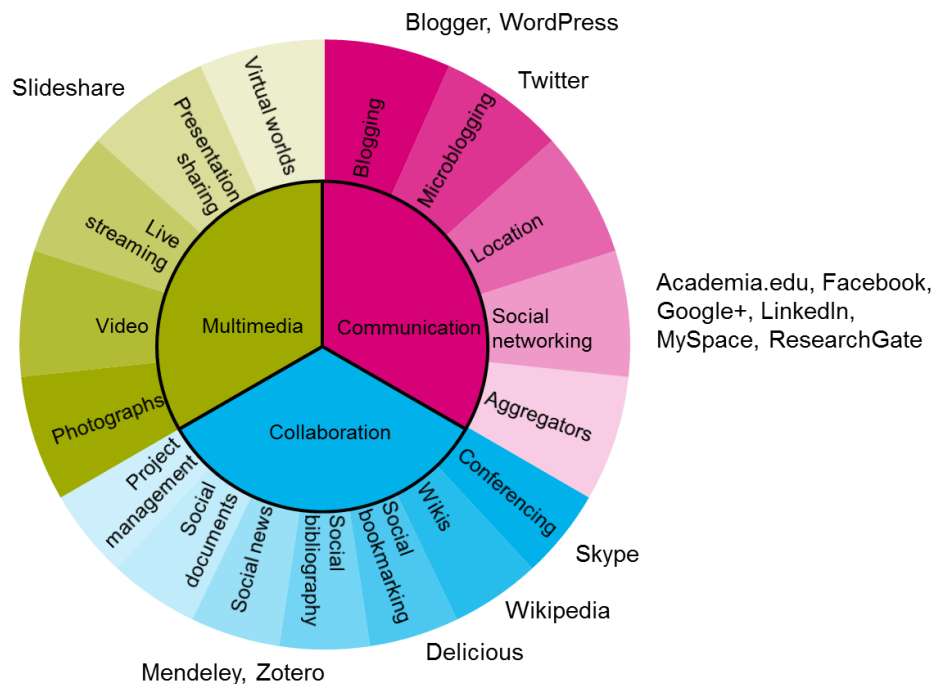 Blogger, WordPress
Twitter
Slideshare
Virtual worlds
Presentation
sharing
Live
streaming
Video
Photographs
Blogging
Microblogging
Location
Social
networking
Aggregators
Academia.edu, Facebook,
Google+, LinkedIn,
MySpace, ResearchGate
Multimedia
Communication
Collaboration
Project
management
Social
documents
Social news
Social
bibliography
Social
bookmarking
Wikis
Conferencing
Skype
Wikipedia
Delicious
Mendeley, Zotero